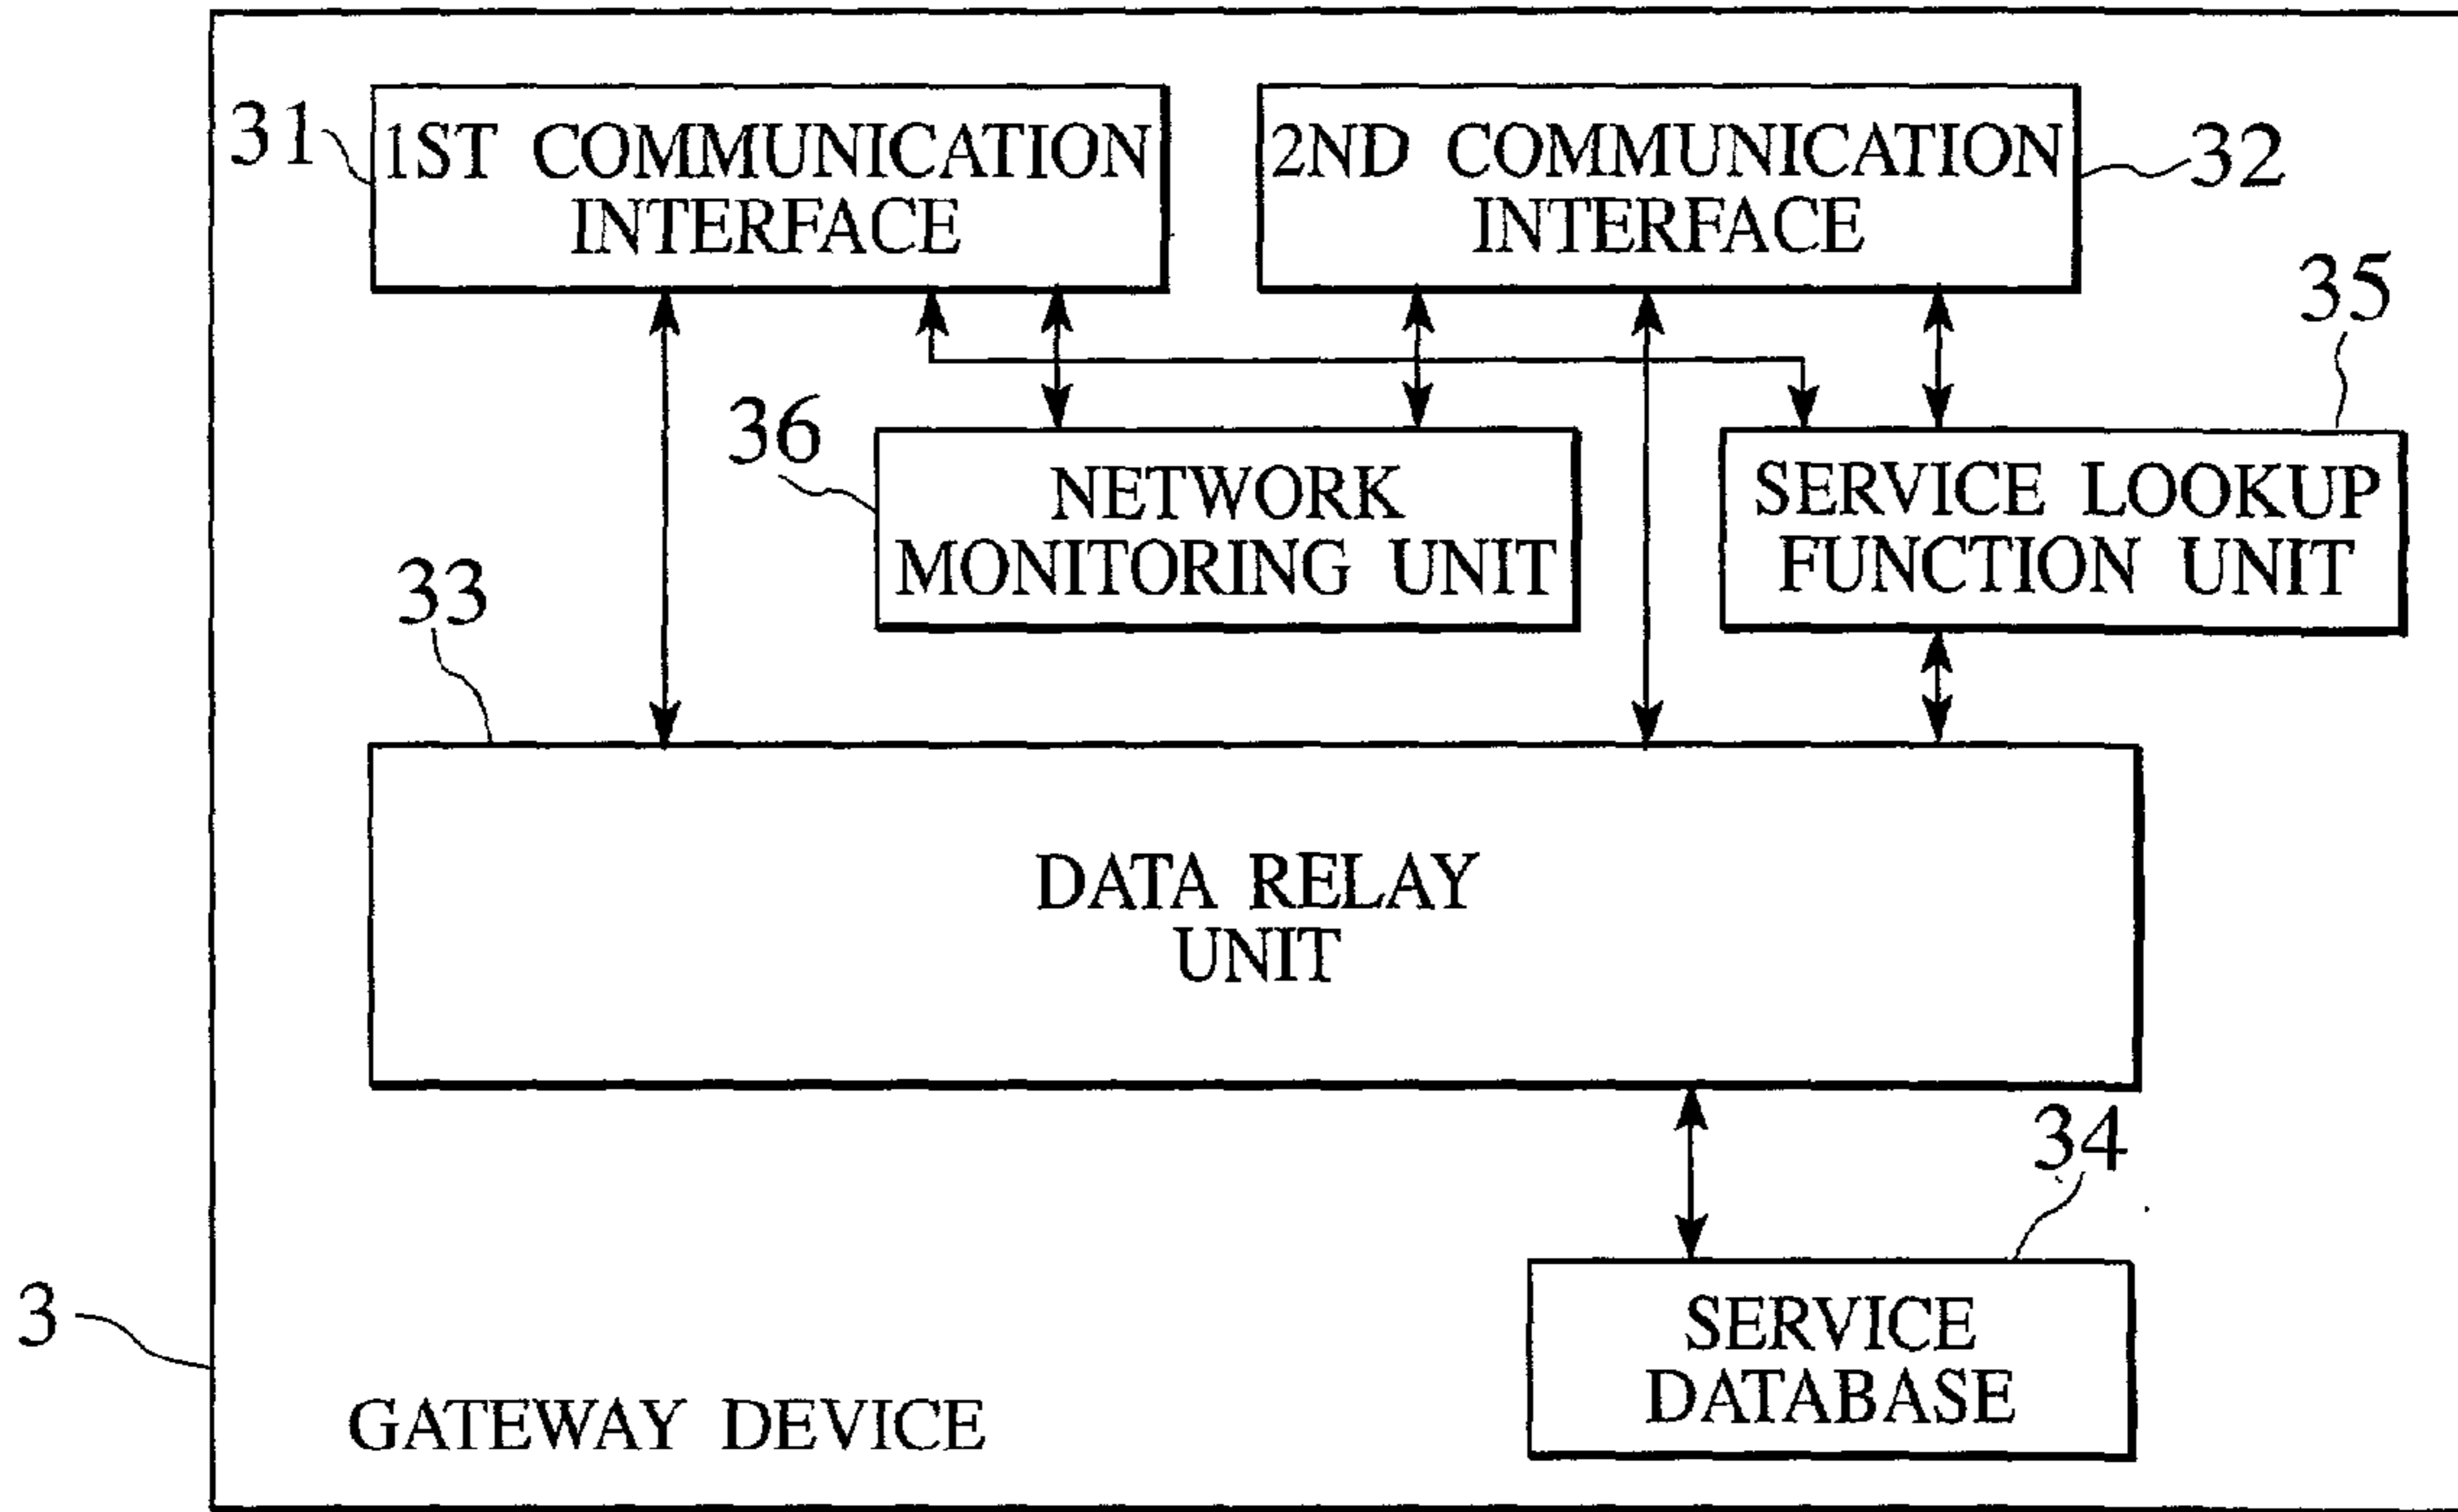 31
1ST COMMUNICATION
INTERFACE
2ND COMMUNICATION
INTERFACE
32
35
36
NETWORK
MONITORING UNIT
SERVICE LOOKUP
FUNCTION UNIT
33
DATA RELAY
UNIT
34
3
SERVICE
DATABASE
GATEWAY DEVICE